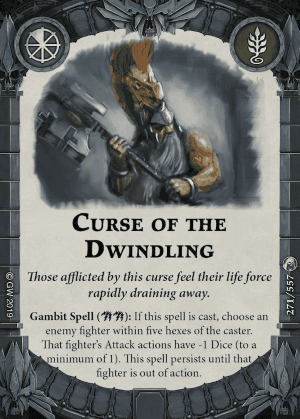 CURSE OF THE
DWINDLING
Those afflicted by this curse feel their life force
rapidly draining away.
Gambit Spell (): If this spell is cast, choose an
enemy fighter within five hexes of the caster.
That fighter's Attack actions have -1 Dice (to a
minimum of 1). This spell persists until that
fighter is out of action.
© GW 2019
271/557